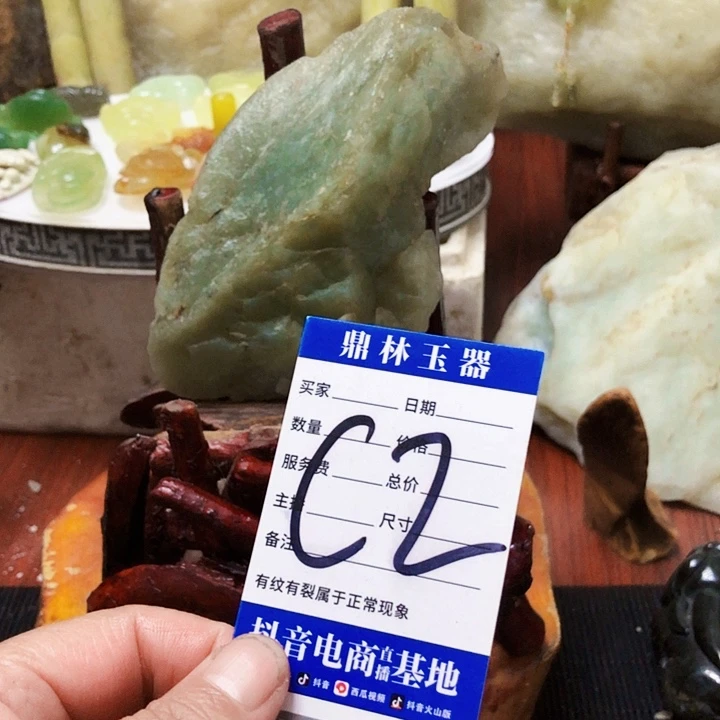 鼎林玉器
买家 日期
数量 价格
服务费 总价
主播 尺寸
备注
C2
有纹有裂属于正常现象
抖音电商直播基地
抖音 西瓜视频 抖音火山版